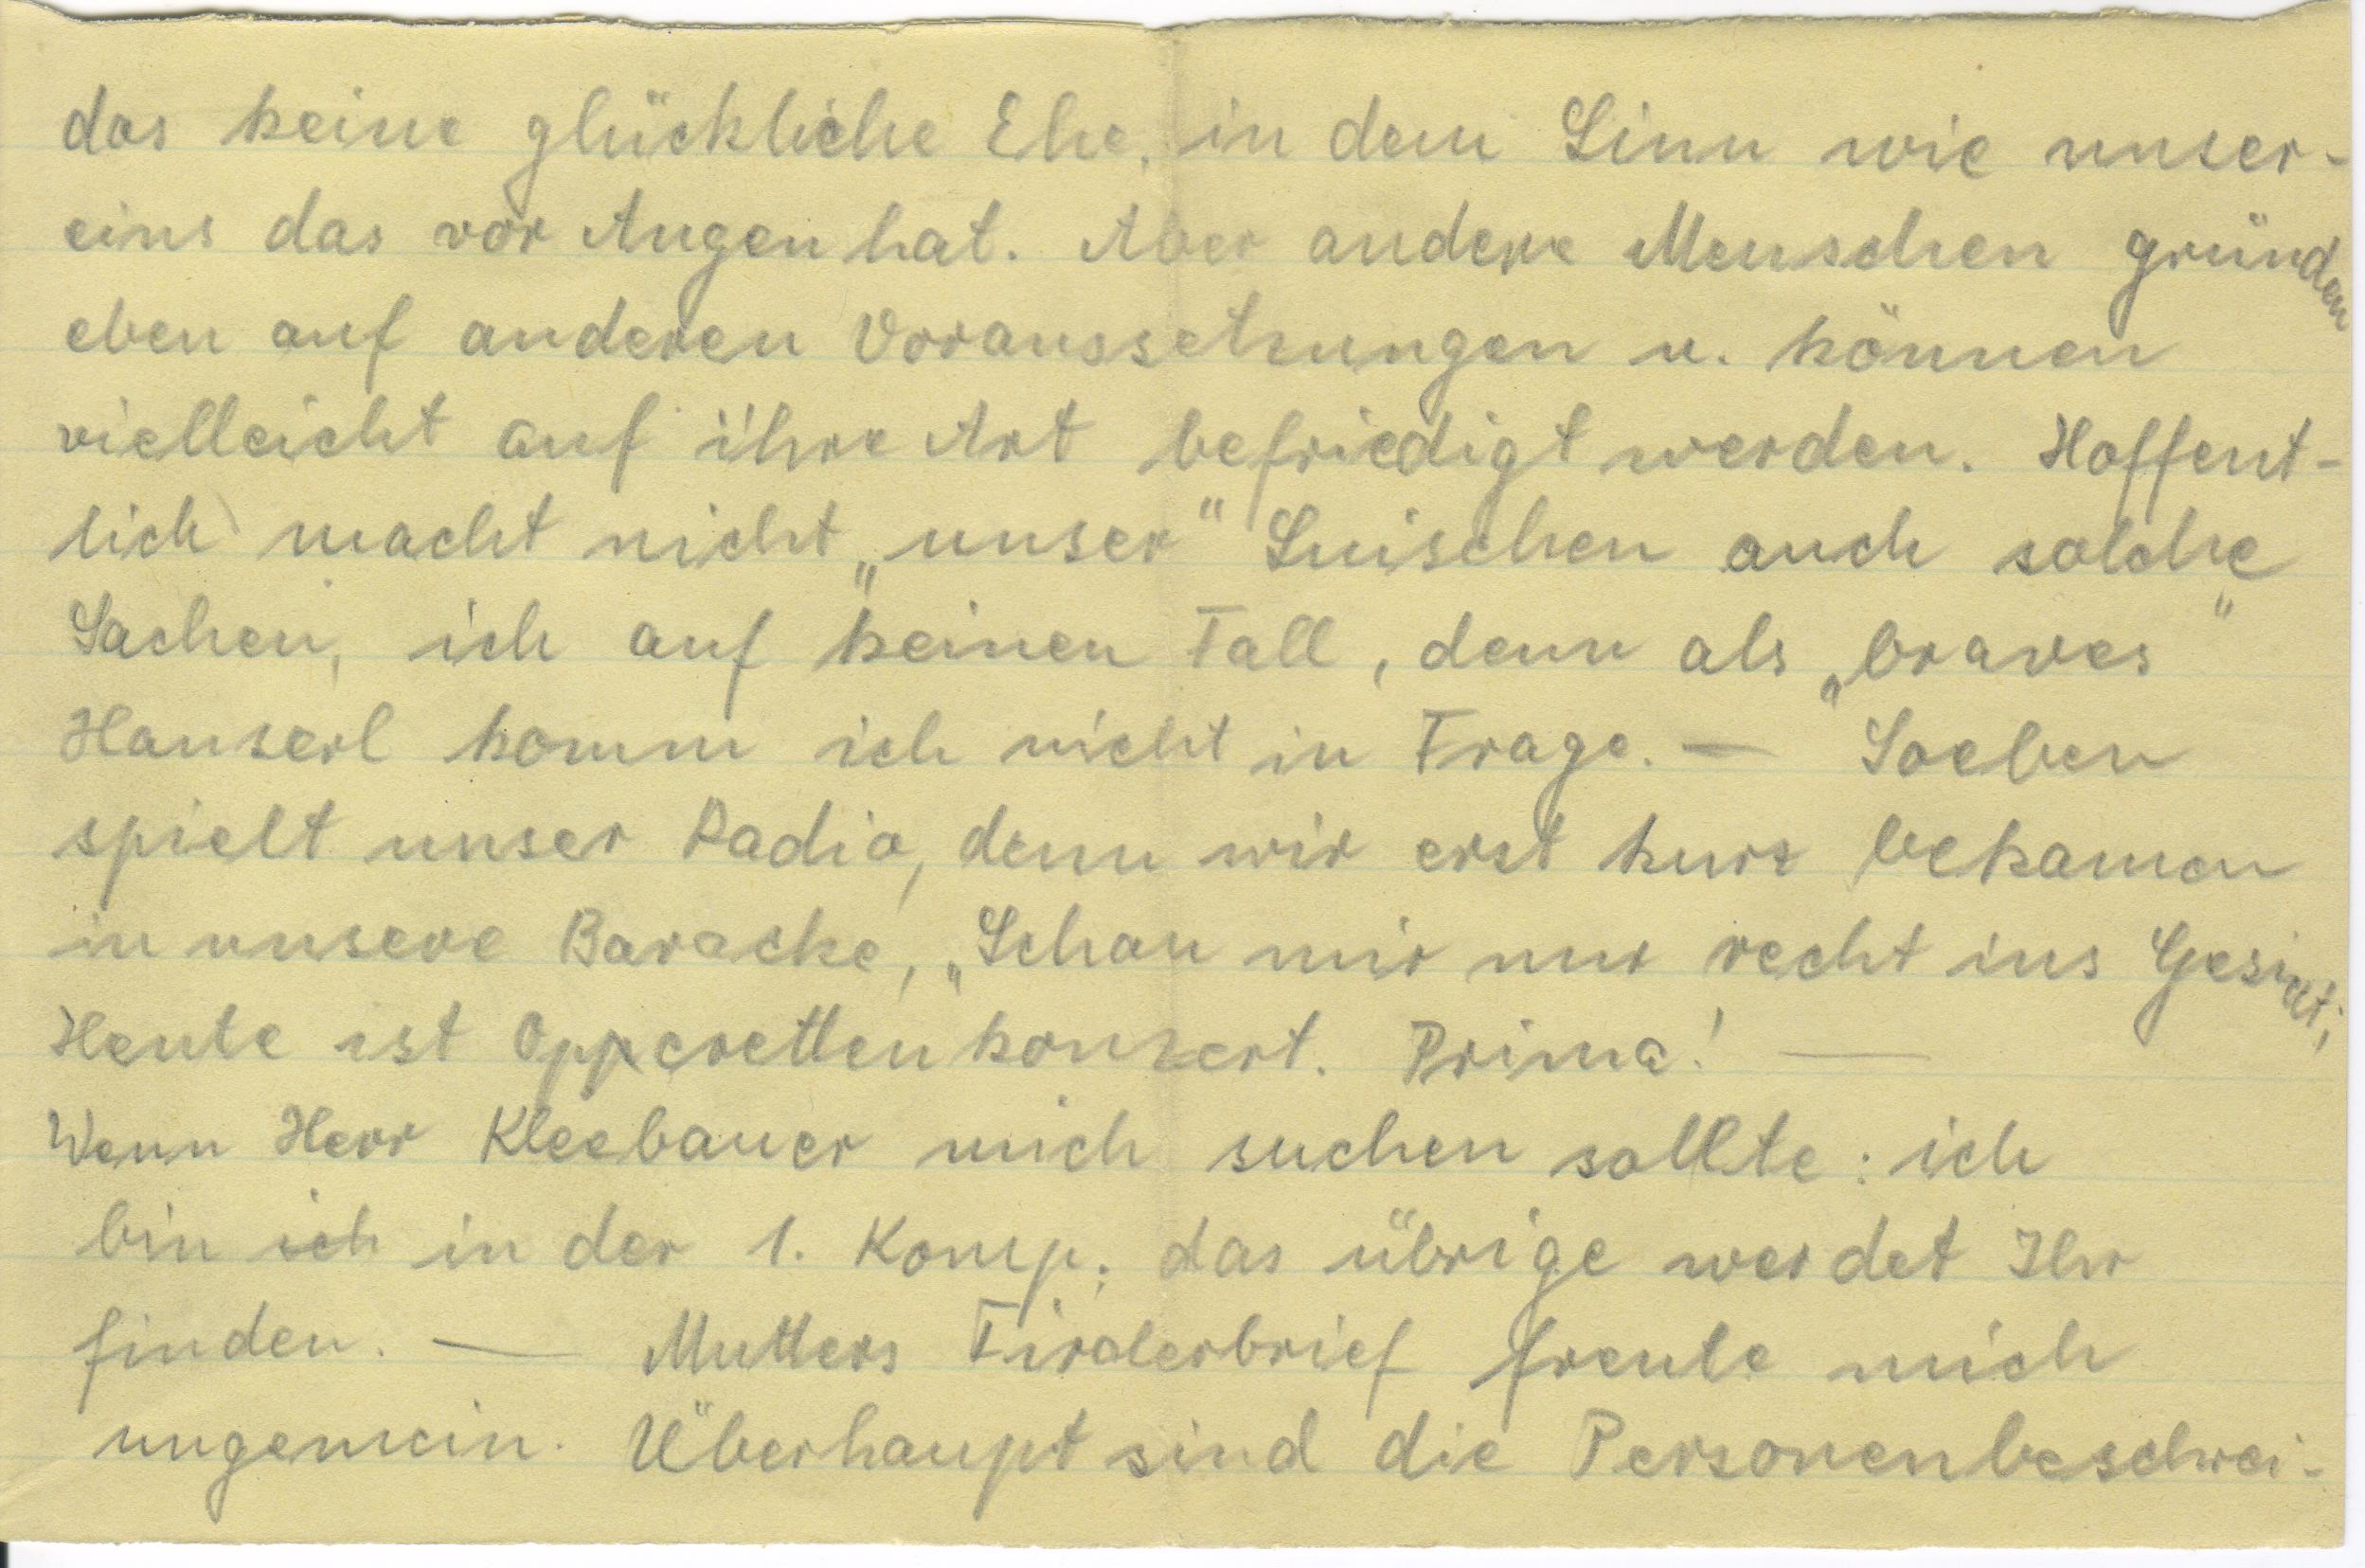 das keine glückliche Ehe, in dem Sinn wie unser-
eins das vor Augen hat. Aber andere Menschen gründen
eben auf anderen Voraussetzungen u. können
vielleicht auf ihre Art befriedigt werden. Hoffent-
lich macht nicht „unser" Luischen auch solche
Sachen, ich auf keinen Fall, denn als „braves"
Hanserl komm ich nicht in Frage. — Soeben
spielt unser Radio, denn wir erst kurz bekamen
in unsere Baracke, „Schau mir nur recht ins Gesicht;
Heute ist Opperettenkonzert. Prima! —
Wenn Herr Kleebauer mich suchen sollte: ich
bin ich in der 1. Komp; das übrige werdet Ihr
finden. — Mutters freute mich
ungemein. Überhaupt sind die Personenbeschrei-